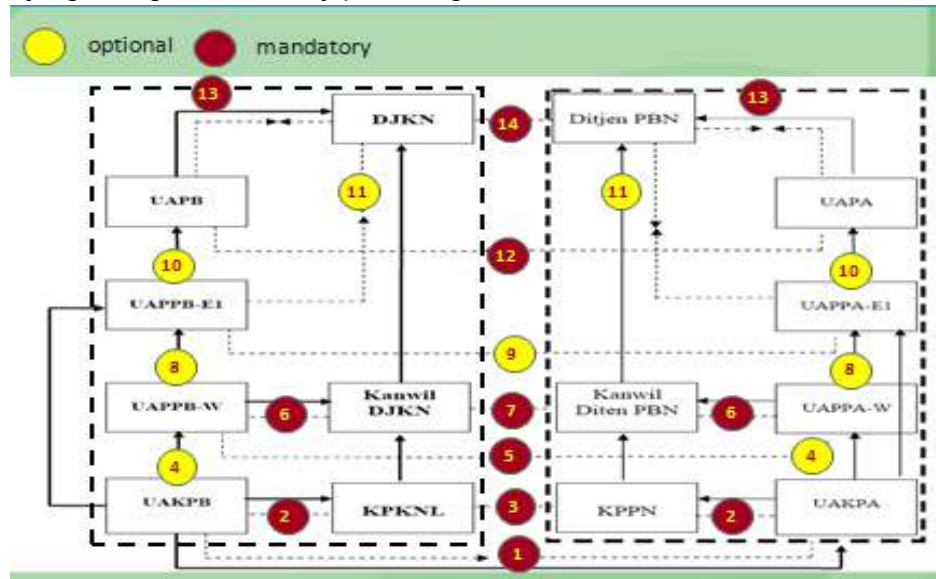 optional mandatory
13 13
DJKN 14 Ditjen PBN
11 11
UAPB UAPA
12
10 10
UAPPB-E1 UAPPA-E1
9
8 8
UAPPB-W 6 Kanwil
DJKN 7 Kanwil
Diten PBN 6 UAPPA-W
5
4 4
UAKPB 2 KPKNL 3 KPPN 2 UAKPA
1